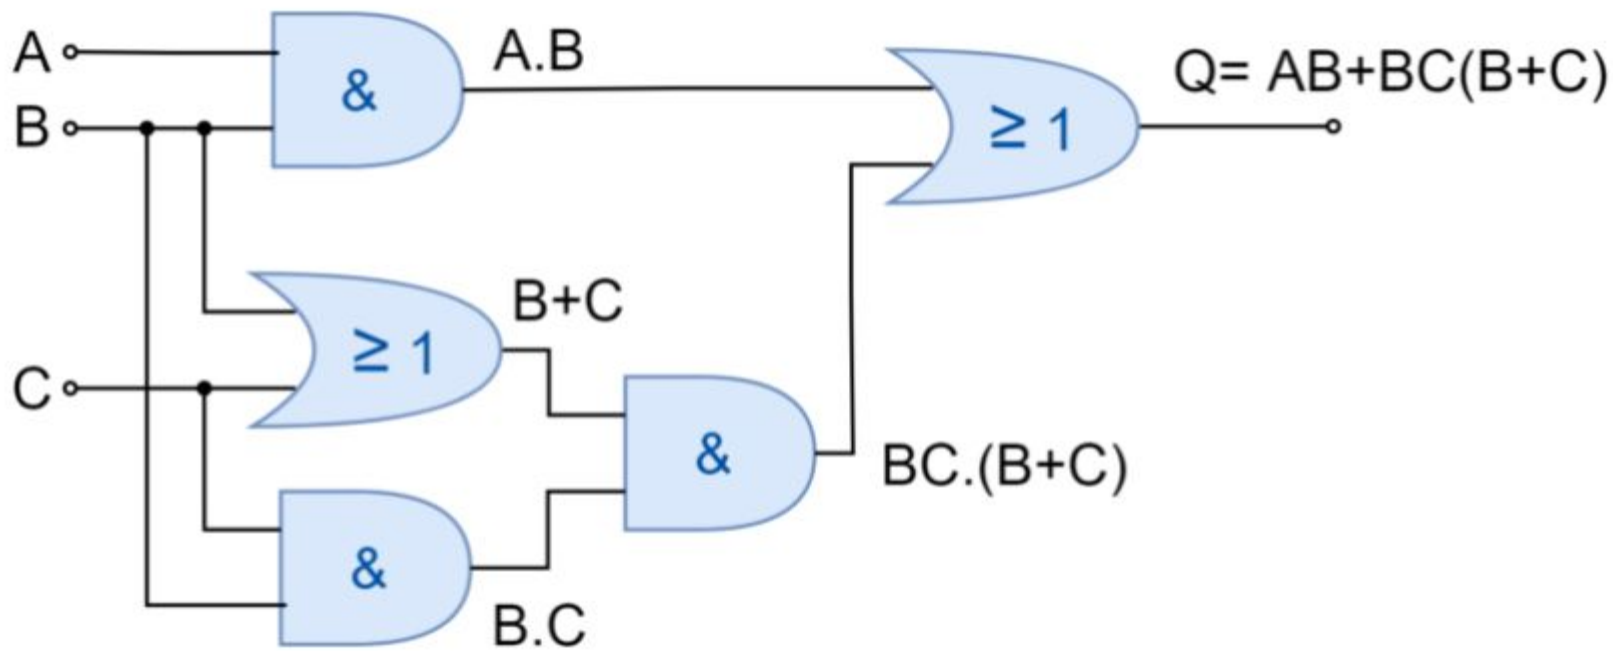 A
B
&
A.B
≥ 1
Q= AB+BC(B+C)
C
≥ 1
B+C
&
BC.(B+C)
&
B.C